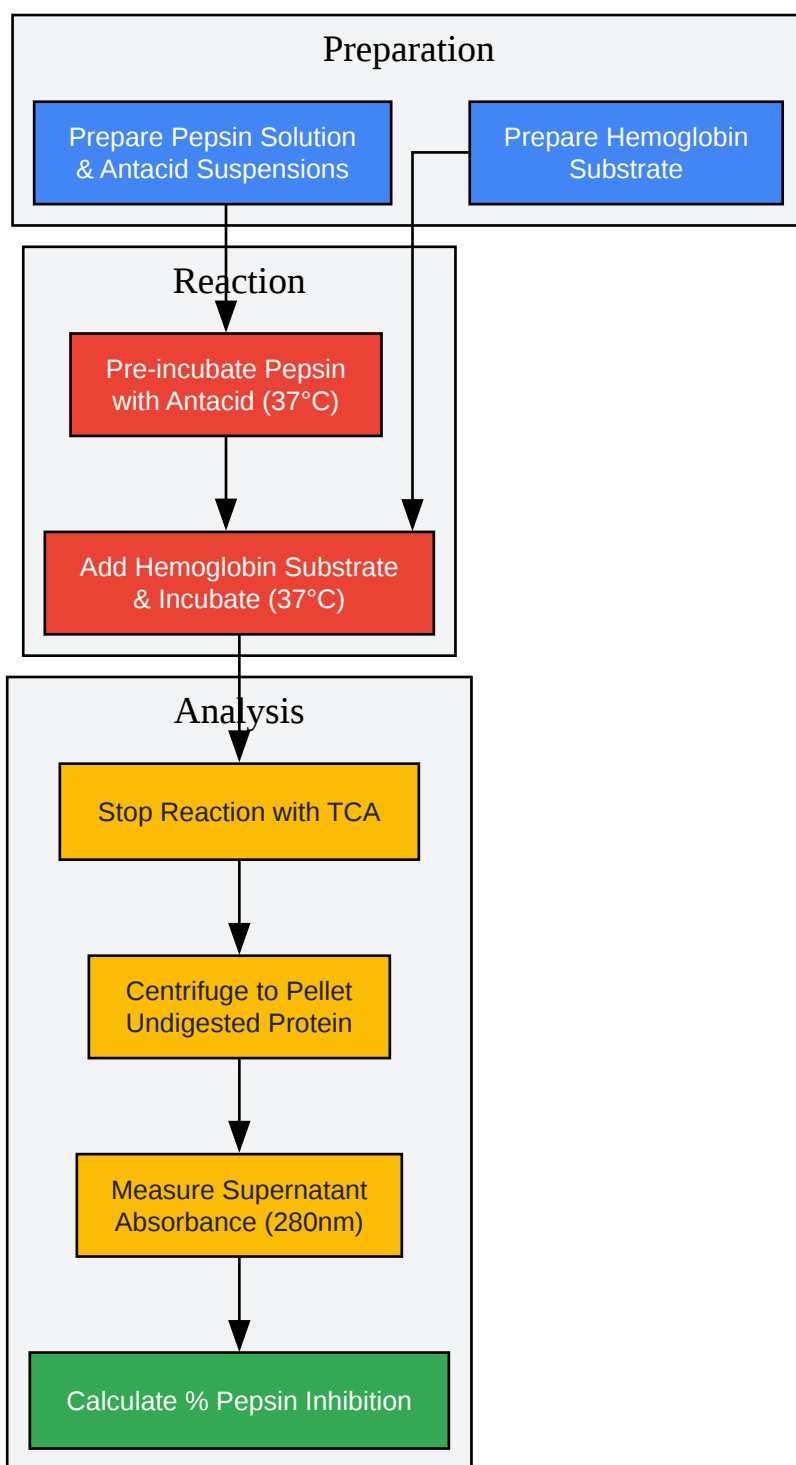 Preparation
Prepare Pepsin Solution
& Antacid Suspensions
Prepare Hemoglobin
Substrate
Reaction
Pre-incubate Pepsin
with Antacid (37°C)
Add Hemoglobin Substrate
& Incubate (37°C)
Analysis
Stop Reaction with TCA
Centrifuge to Pellet
Undigested Protein
Measure Supernatant
Absorbance (280nm)
Calculate % Pepsin Inhibition